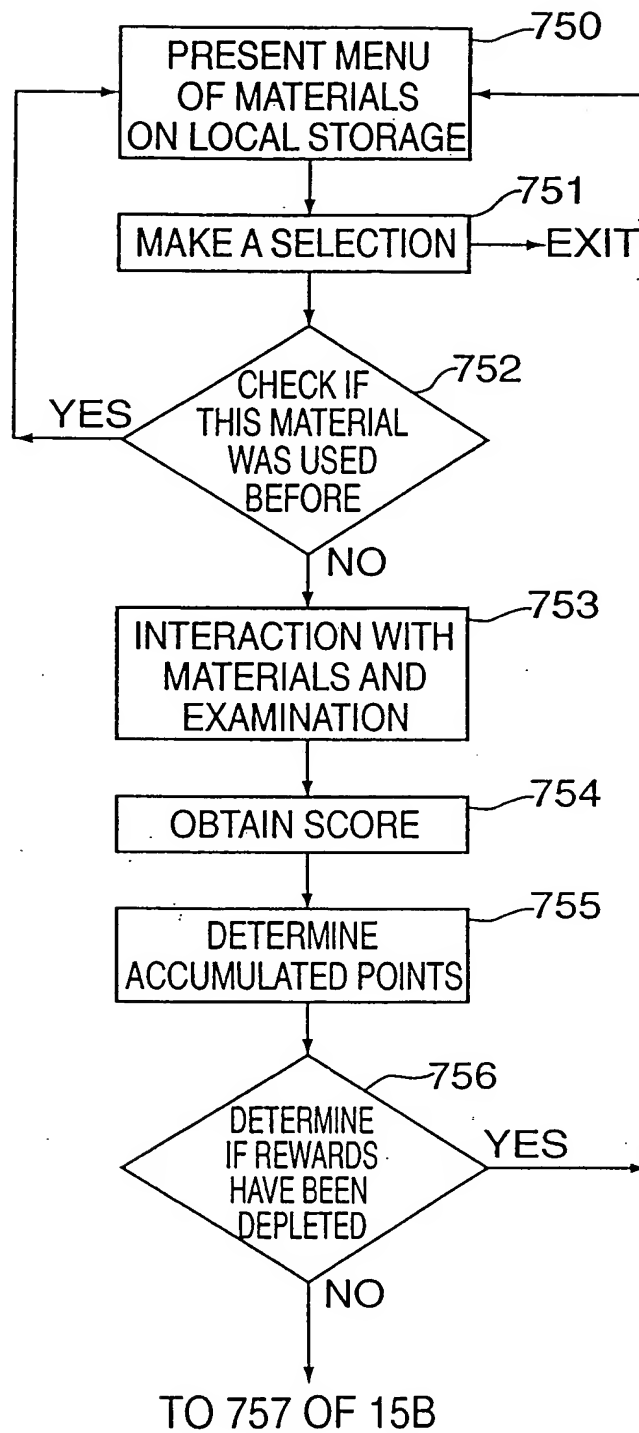 750
PRESENT MENU
OF MATERIALS
ON LOCAL STORAGE
751
MAKE A SELECTION
EXIT
752
CHECK IF
THIS MATERIAL
WAS USED
BEFORE
YES
NO
753
INTERACTION WITH
MATERIALS AND
EXAMINATION
754
OBTAIN SCORE
755
DETERMINE
ACCUMULATED POINTS
756
DETERMINE
IF REWARDS
HAVE BEEN
DEPLETED
YES
NO
TO 757 OF 15B